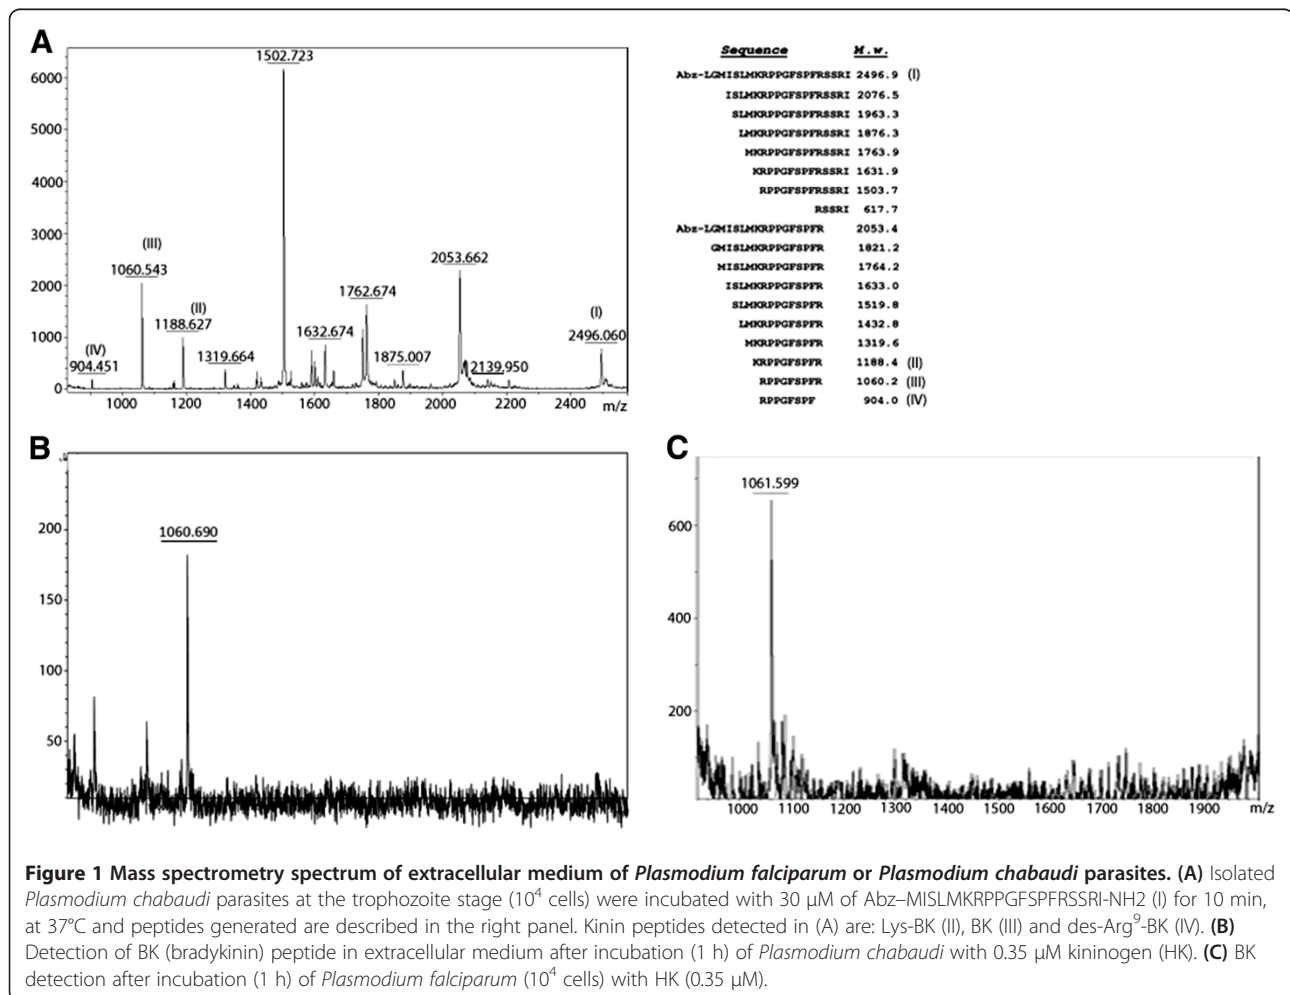 A
1502.723
6000
5000
4000
3000
2000
1000
0
(III)
1060.543
(II)
1188.627
(IV)
904.451
1319.664
1632.674
1762.674
1875.007
2053.662
2139.950
(I)
2496.060
1000 1200 1400 1600 1800 2000 2200 2400 m/z
Sequence M.w.
Abz-LGMISLMKRPPGFSPFRSSRI 2496.9 (I)
ISLMKRPPGFSPFRSSRI 2076.5
SLMKRPPGFSPFRSSRI 1963.3
LMKRPPGFSPFRSSRI 1876.3
MKRPPGFSPFRSSRI 1763.9
KRPPGFSPFRSSRI 1631.9
RPPGFSPFRSSRI 1503.7
RSSRI 617.7
Abz-LGMISLMKRPPGFSPFR 2053.4
GMISLMKRPPGFSPFR 1821.2
MISLMKRPPGFSPFR 1764.2
ISLMKRPPGFSPFR 1633.0
SLMKRPPGFSPFR 1519.8
LMKRPPGFSPFR 1432.8
MKRPPGFSPFR 1319.6
KRPPGFSPFR 1188.4 (II)
RPPGFSPFR 1060.2 (III)
RPPGFSPF 904.0 (IV)
B
1060.690
200
150
100
50
C
1061.599
600
400
200
1000 1100 1200 1300 1400 1500 1600 1700 1800 1900 m/z
Figure 1 Mass spectrometry spectrum of extracellular medium of Plasmodium falciparum or Plasmodium chabaudi parasites. (A) Isolated
Plasmodium chabaudi parasites at the trophozoite stage (10⁴ cells) were incubated with 30 μM of Abz–MISLMKRPPGFSPFRSSRI-NH2 (I) for 10 min,
at 37°C and peptides generated are described in the right panel. Kinin peptides detected in (A) are: Lys-BK (II), BK (III) and des-Arg⁹-BK (IV). (B)
Detection of BK (bradykinin) peptide in extracellular medium after incubation (1 h) of Plasmodium chabaudi with 0.35 μM kininogen (HK). (C) BK
detection after incubation (1 h) of Plasmodium falciparum (10⁴ cells) with HK (0.35 μM).